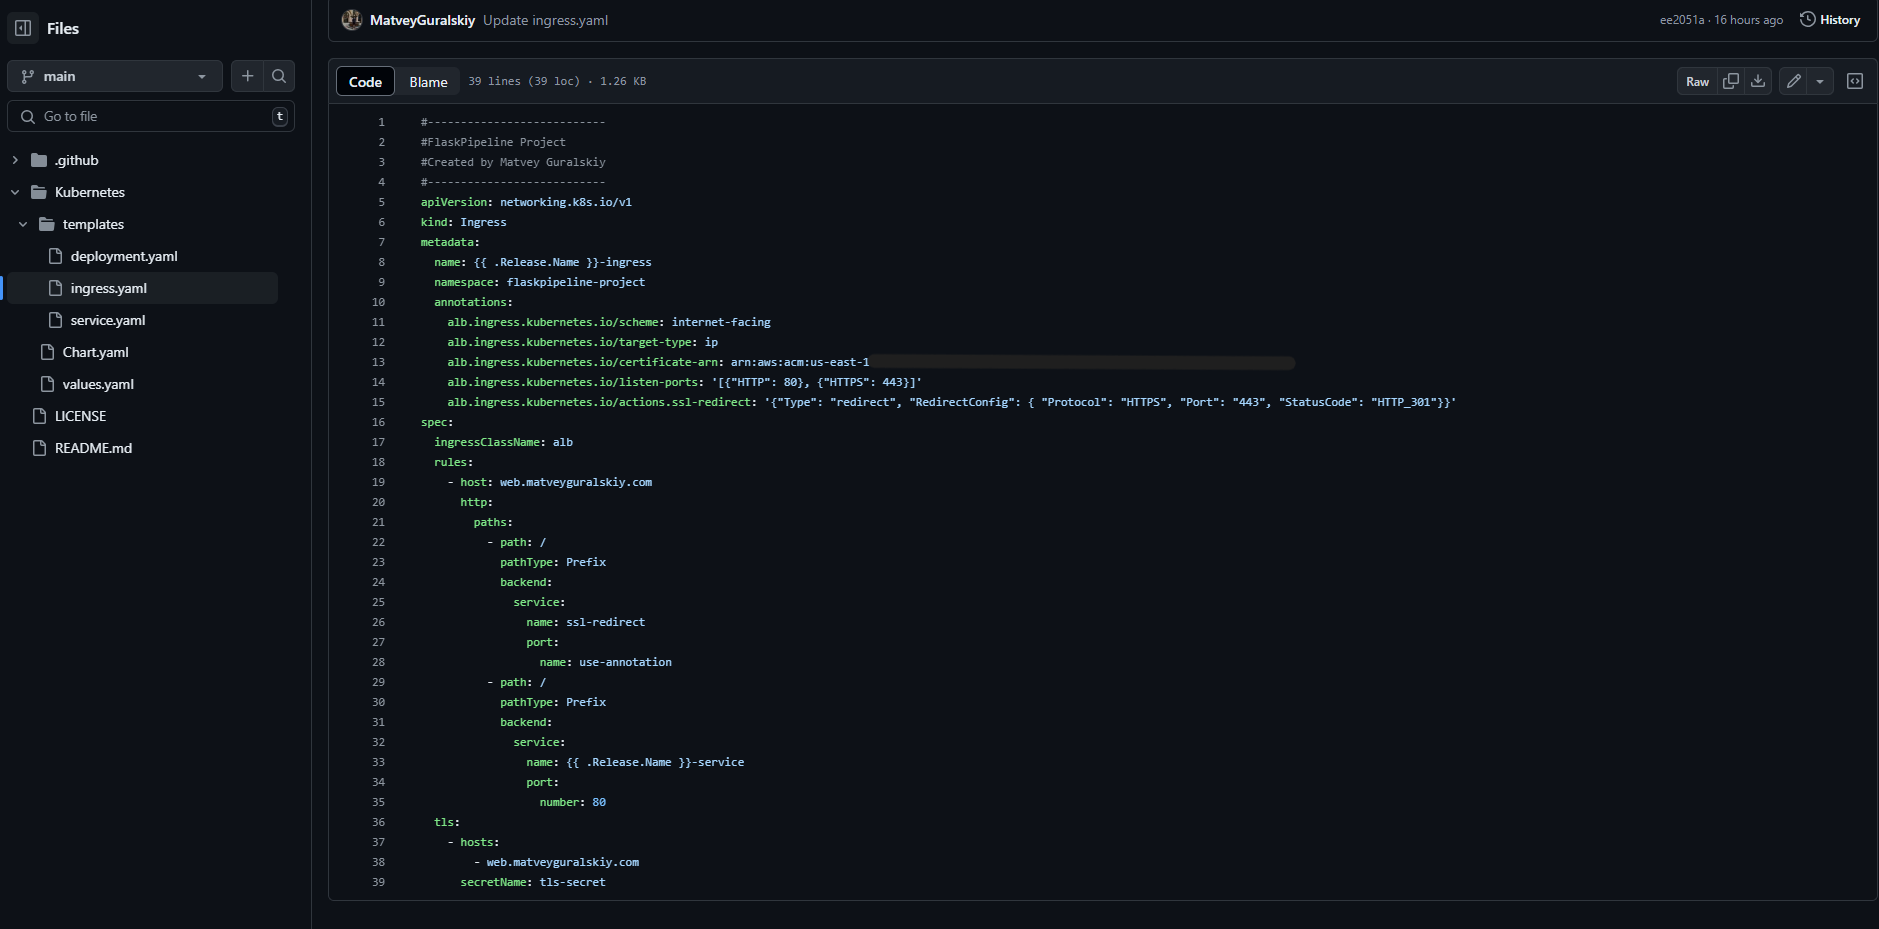 Files
main
Go to file
t
.github
Kubernetes
templates
deployment.yaml
ingress.yaml
service.yaml
Chart.yaml
values.yaml
LICENSE
README.md
MatveyGuralskiy Update ingress.yaml
ee2051a · 16 hours ago History
Code Blame 39 lines (39 loc) · 1.26 KB
Raw
1 #---------------------------
2 #FlaskPipeline Project
3 #Created by Matvey Guralskiy
4 #---------------------------
5 apiVersion: networking.k8s.io/v1
6 kind: Ingress
7 metadata:
8   name: {{ .Release.Name }}-ingress
9   namespace: flaskpipeline-project
10   annotations:
11     alb.ingress.kubernetes.io/scheme: internet-facing
12     alb.ingress.kubernetes.io/target-type: ip
13     alb.ingress.kubernetes.io/certificate-arn: arn:aws:acm:us-east-1
14     alb.ingress.kubernetes.io/listen-ports: '[{"HTTP": 80}, {"HTTPS": 443}]'
15     alb.ingress.kubernetes.io/actions.ssl-redirect: '{"Type": "redirect", "RedirectConfig": { "Protocol": "HTTPS", "Port": "443", "StatusCode": "HTTP_301"}}'
16 spec:
17   ingressClassName: alb
18   rules:
19     - host: web.matveyguralskiy.com
20       http:
21         paths:
22           - path: /
23             pathType: Prefix
24             backend:
25               service:
26                 name: ssl-redirect
27                 port:
28                   name: use-annotation
29           - path: /
30             pathType: Prefix
31             backend:
32               service:
33                 name: {{ .Release.Name }}-service
34                 port:
35                   number: 80
36   tls:
37     - hosts:
38         - web.matveyguralskiy.com
39       secretName: tls-secret